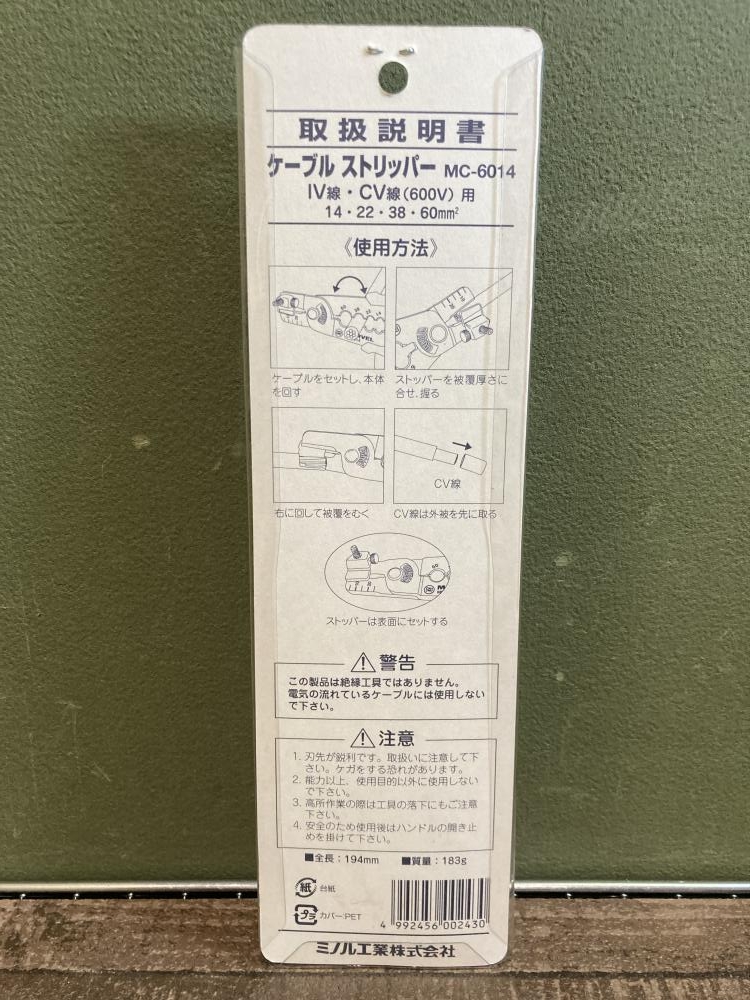 取扱説明書
ケーブル ストリッパー MC-6014
IV線・CV線(600V) 用
14・22・38・60mm²
《使用方法》
ケーブルをセットし、本体
を回す
ストッパーを被覆厚さに
合せ、握る
右に回して被覆をむく
CV線
CV線は外被を先に取る
ストッパーは表面にセットする
警告
この製品は絶縁工具ではありません。
電気の流れているケーブルには使用しない
で下さい。
注意
1. 刃先が鋭利です。取扱いに注意して下
さい。ケガをする恐れがあります。
2. 能力以上、使用目的以外に使用しない
で下さい。
3. 高所作業の際は工具の落下にもご注意
下さい。
4. 安全のため使用後はハンドルの開き止
めを掛けて下さい。
■全長：194mm ■質量：183g
紙 台紙
プラ カバー:PET
4 992456 002430
ミノル工業株式会社